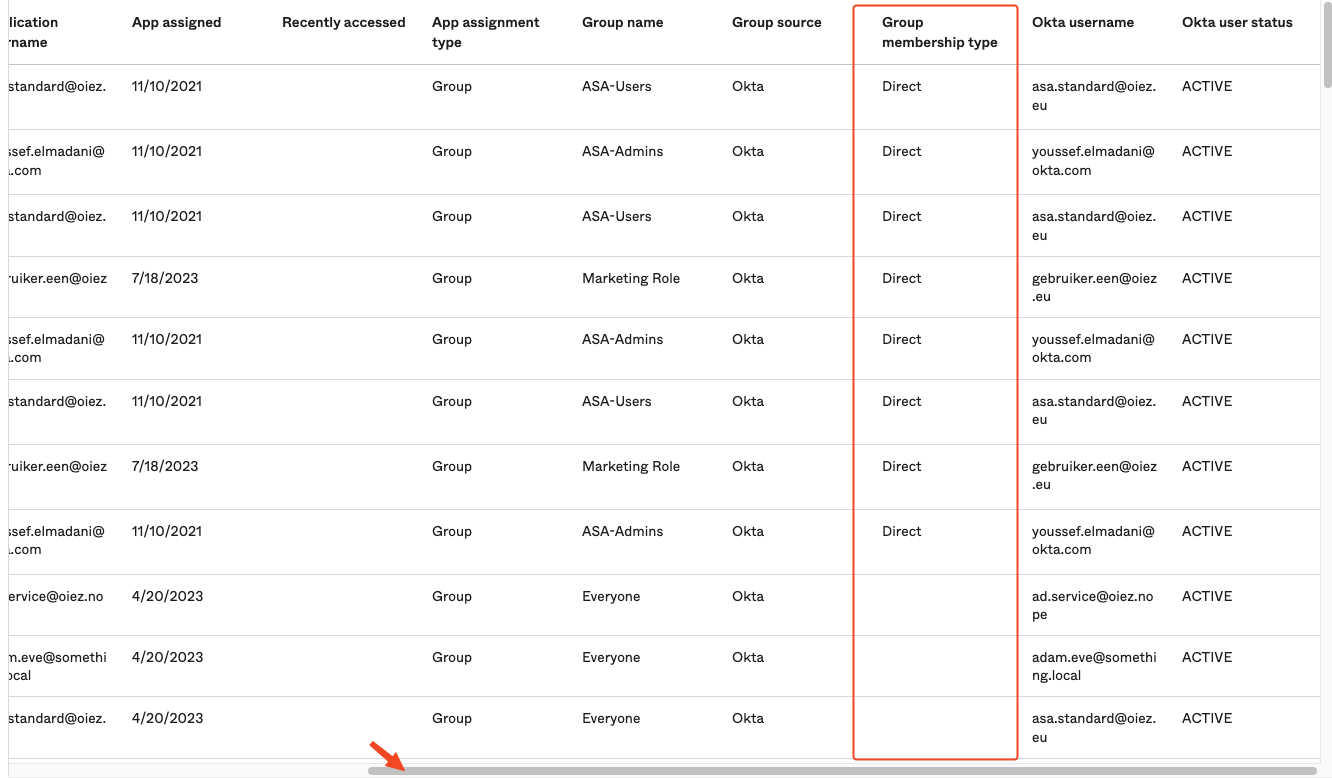 lication App assigned Recently accessed App assignment Group name Group source Group Okta username Okta user status
rname type membership type
standard@oiez. 11/10/2021 Group ASA-Users Okta Direct asa.standard@oiez. ACTIVE
eu
ssef.elmadani@ 11/10/2021 Group ASA-Admins Okta Direct youssef.elmadani@ ACTIVE
a.com okta.com
standard@oiez. 11/10/2021 Group ASA-Users Okta Direct asa.standard@oiez. ACTIVE
eu
ruiker.een@oiez 7/18/2023 Group Marketing Role Okta Direct gebruiker.een@oiez ACTIVE
.eu
ssef.elmadani@ 11/10/2021 Group ASA-Admins Okta Direct youssef.elmadani@ ACTIVE
a.com okta.com
standard@oiez. 11/10/2021 Group ASA-Users Okta Direct asa.standard@oiez. ACTIVE
eu
ruiker.een@oiez 7/18/2023 Group Marketing Role Okta Direct gebruiker.een@oiez ACTIVE
.eu
ssef.elmadani@ 11/10/2021 Group ASA-Admins Okta Direct youssef.elmadani@ ACTIVE
a.com okta.com
ervice@oiez.no 4/20/2023 Group Everyone Okta ad.service@oiez.no ACTIVE
pe
m.eve@somethi 4/20/2023 Group Everyone Okta adam.eve@somethi ACTIVE
ocal ng.local
standard@oiez. 4/20/2023 Group Everyone Okta asa.standard@oiez. ACTIVE
eu